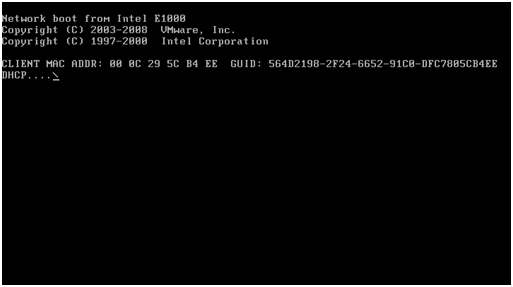 Network boot from Intel E1000
Copyright (C) 2003-2008  VMware, Inc.
Copyright (C) 1997-2000  Intel Corporation
CLIENT MAC ADDR: 00 0C 29 5C B4 EE  GUID: 564D2198-2F24-6652-91C0-DFC7805CB4EE
DHCP....\